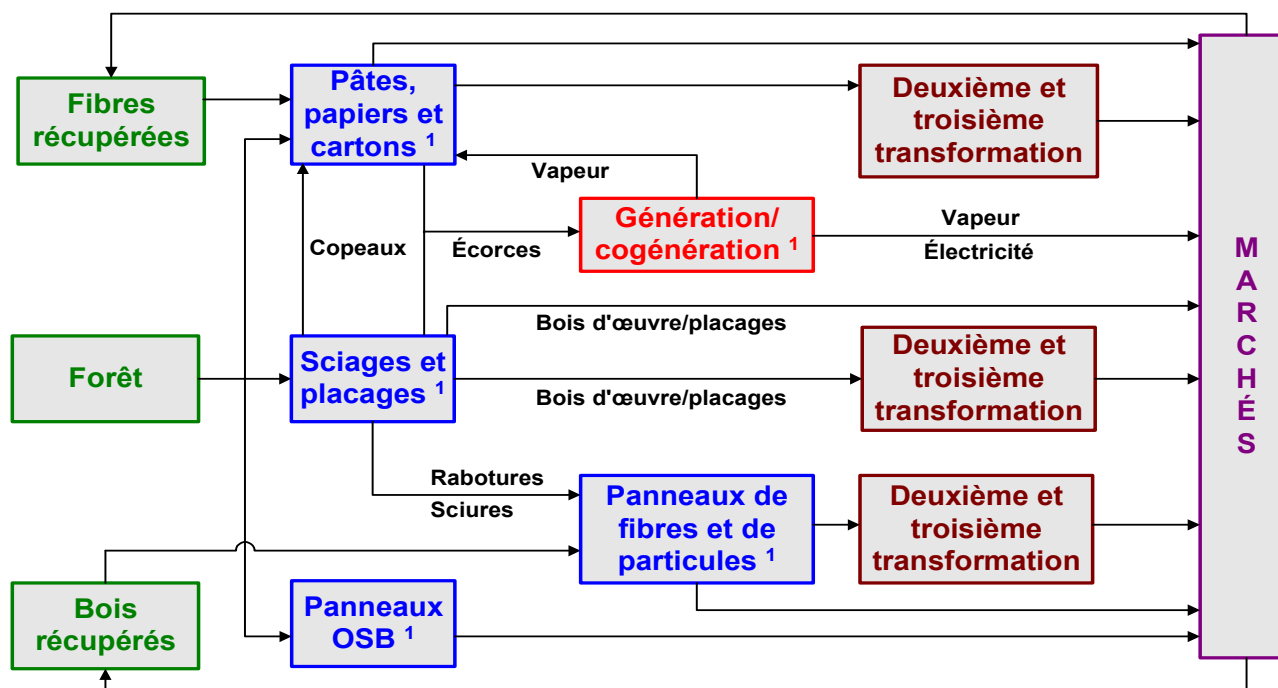 Fibres
récupérées
Pâtes,
papiers et
cartons ¹
Deuxième et
troisième
transformation
Vapeur
Copeaux
Écorces
Génération/
cogénération ¹
Vapeur
Électricité
Forêt
Sciages et
placages ¹
Bois d'œuvre/placages
Bois d'œuvre/placages
Deuxième et
troisième
transformation
Rabotures
Sciures
Panneaux de
fibres et de
particules ¹
Deuxième et
troisième
transformation
Bois
récupérés
Panneaux
OSB ¹
M
A
R
C
H
É
S